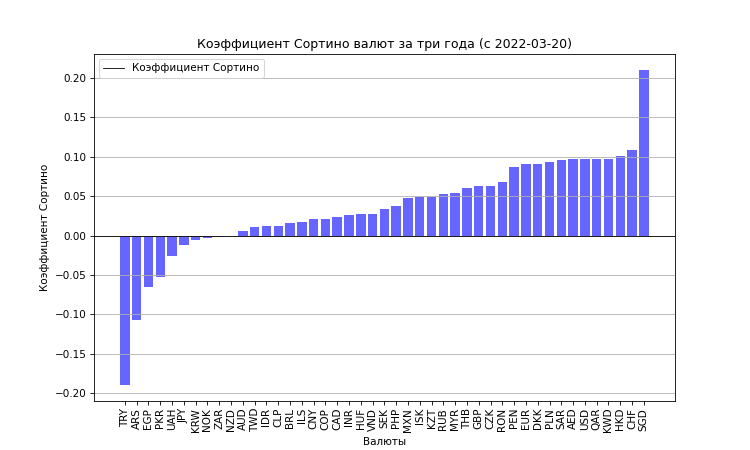 Коэффициент Сортино валют за три года (с 2022-03-20)
Коэффициент Сортино
0.20
0.15
0.10
0.05
0.00
−0.05
−0.10
−0.15
−0.20
Коэффициент Сортино
TRY
ARS
EGP
PKR
UAH
JPY
KRW
NOK
ZAR
NZD
AUD
TWD
IDR
CLP
BRL
ILS
CNY
COP
CAD
INR
HUF
VND
SEK
PHP
MXN
ISK
KZT
RUB
MYR
THB
GBP
CZK
RON
PEN
EUR
DKK
PLN
SAR
AED
USD
QAR
KWD
HKD
CHF
SGD
Валюты